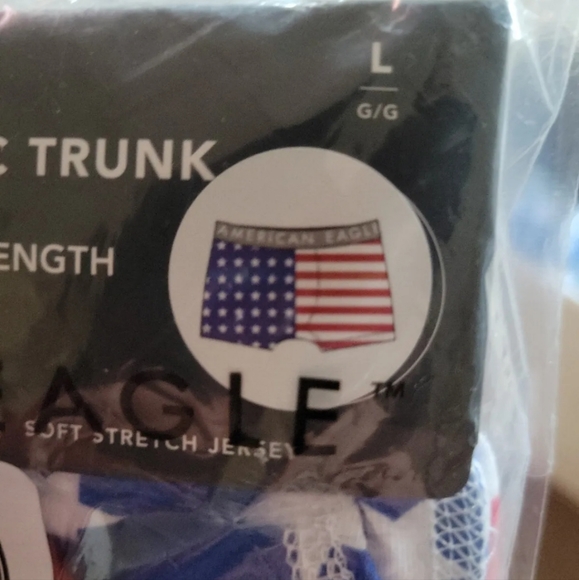 L
G/G
C TRUNK
ENGTH
AMERICAN EAGLE
EAGLE™
SOFT STRETCH JERSEY